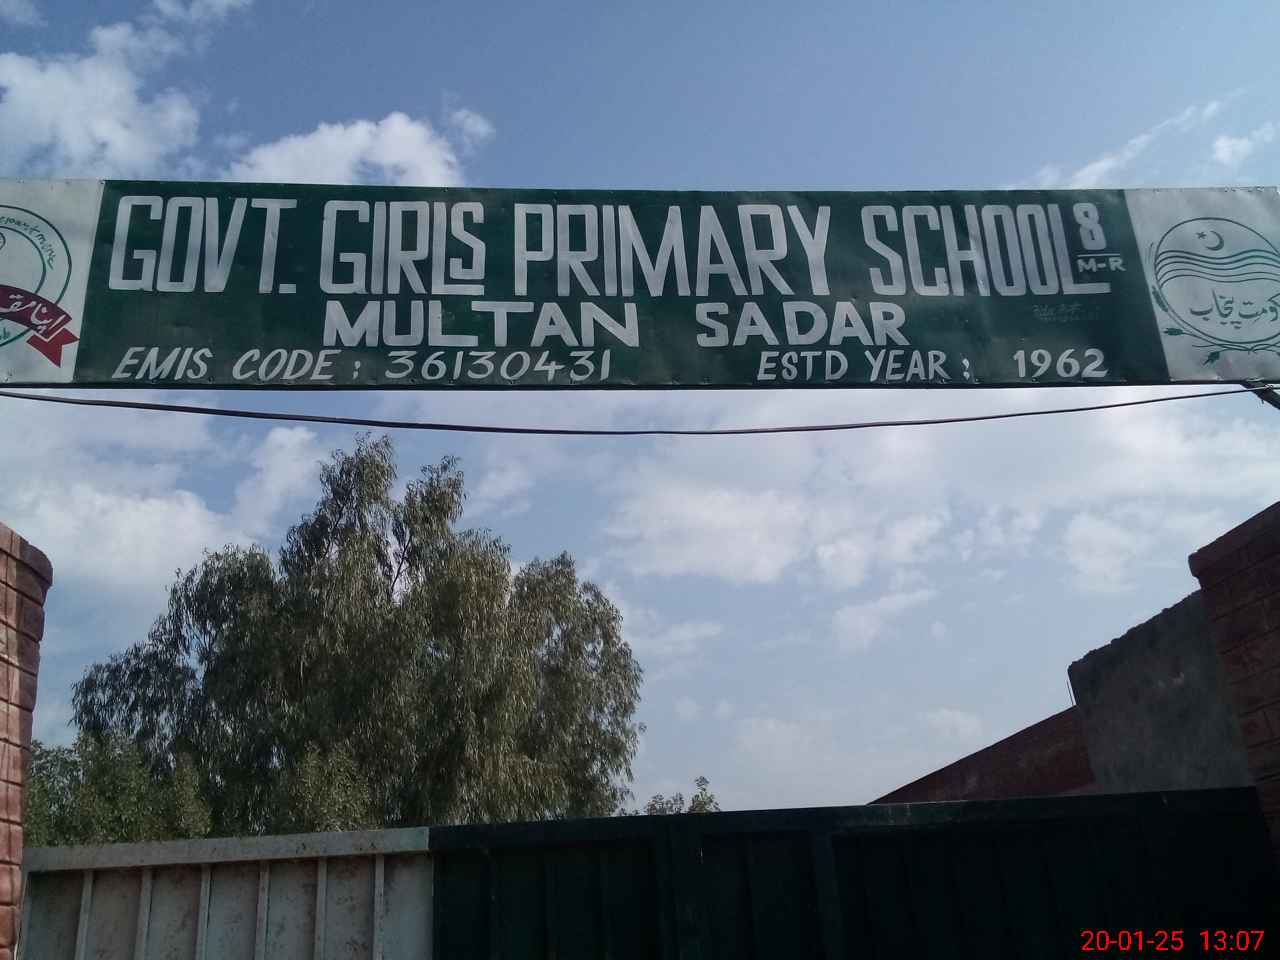 GOVT. GIRLS PRIMARY SCHOOL 8/M-R
MULTAN SADAR
EMIS CODE : 36130431
ESTD YEAR : 1962
حکومت پنجاب
اپنا
20-01-25 13:07